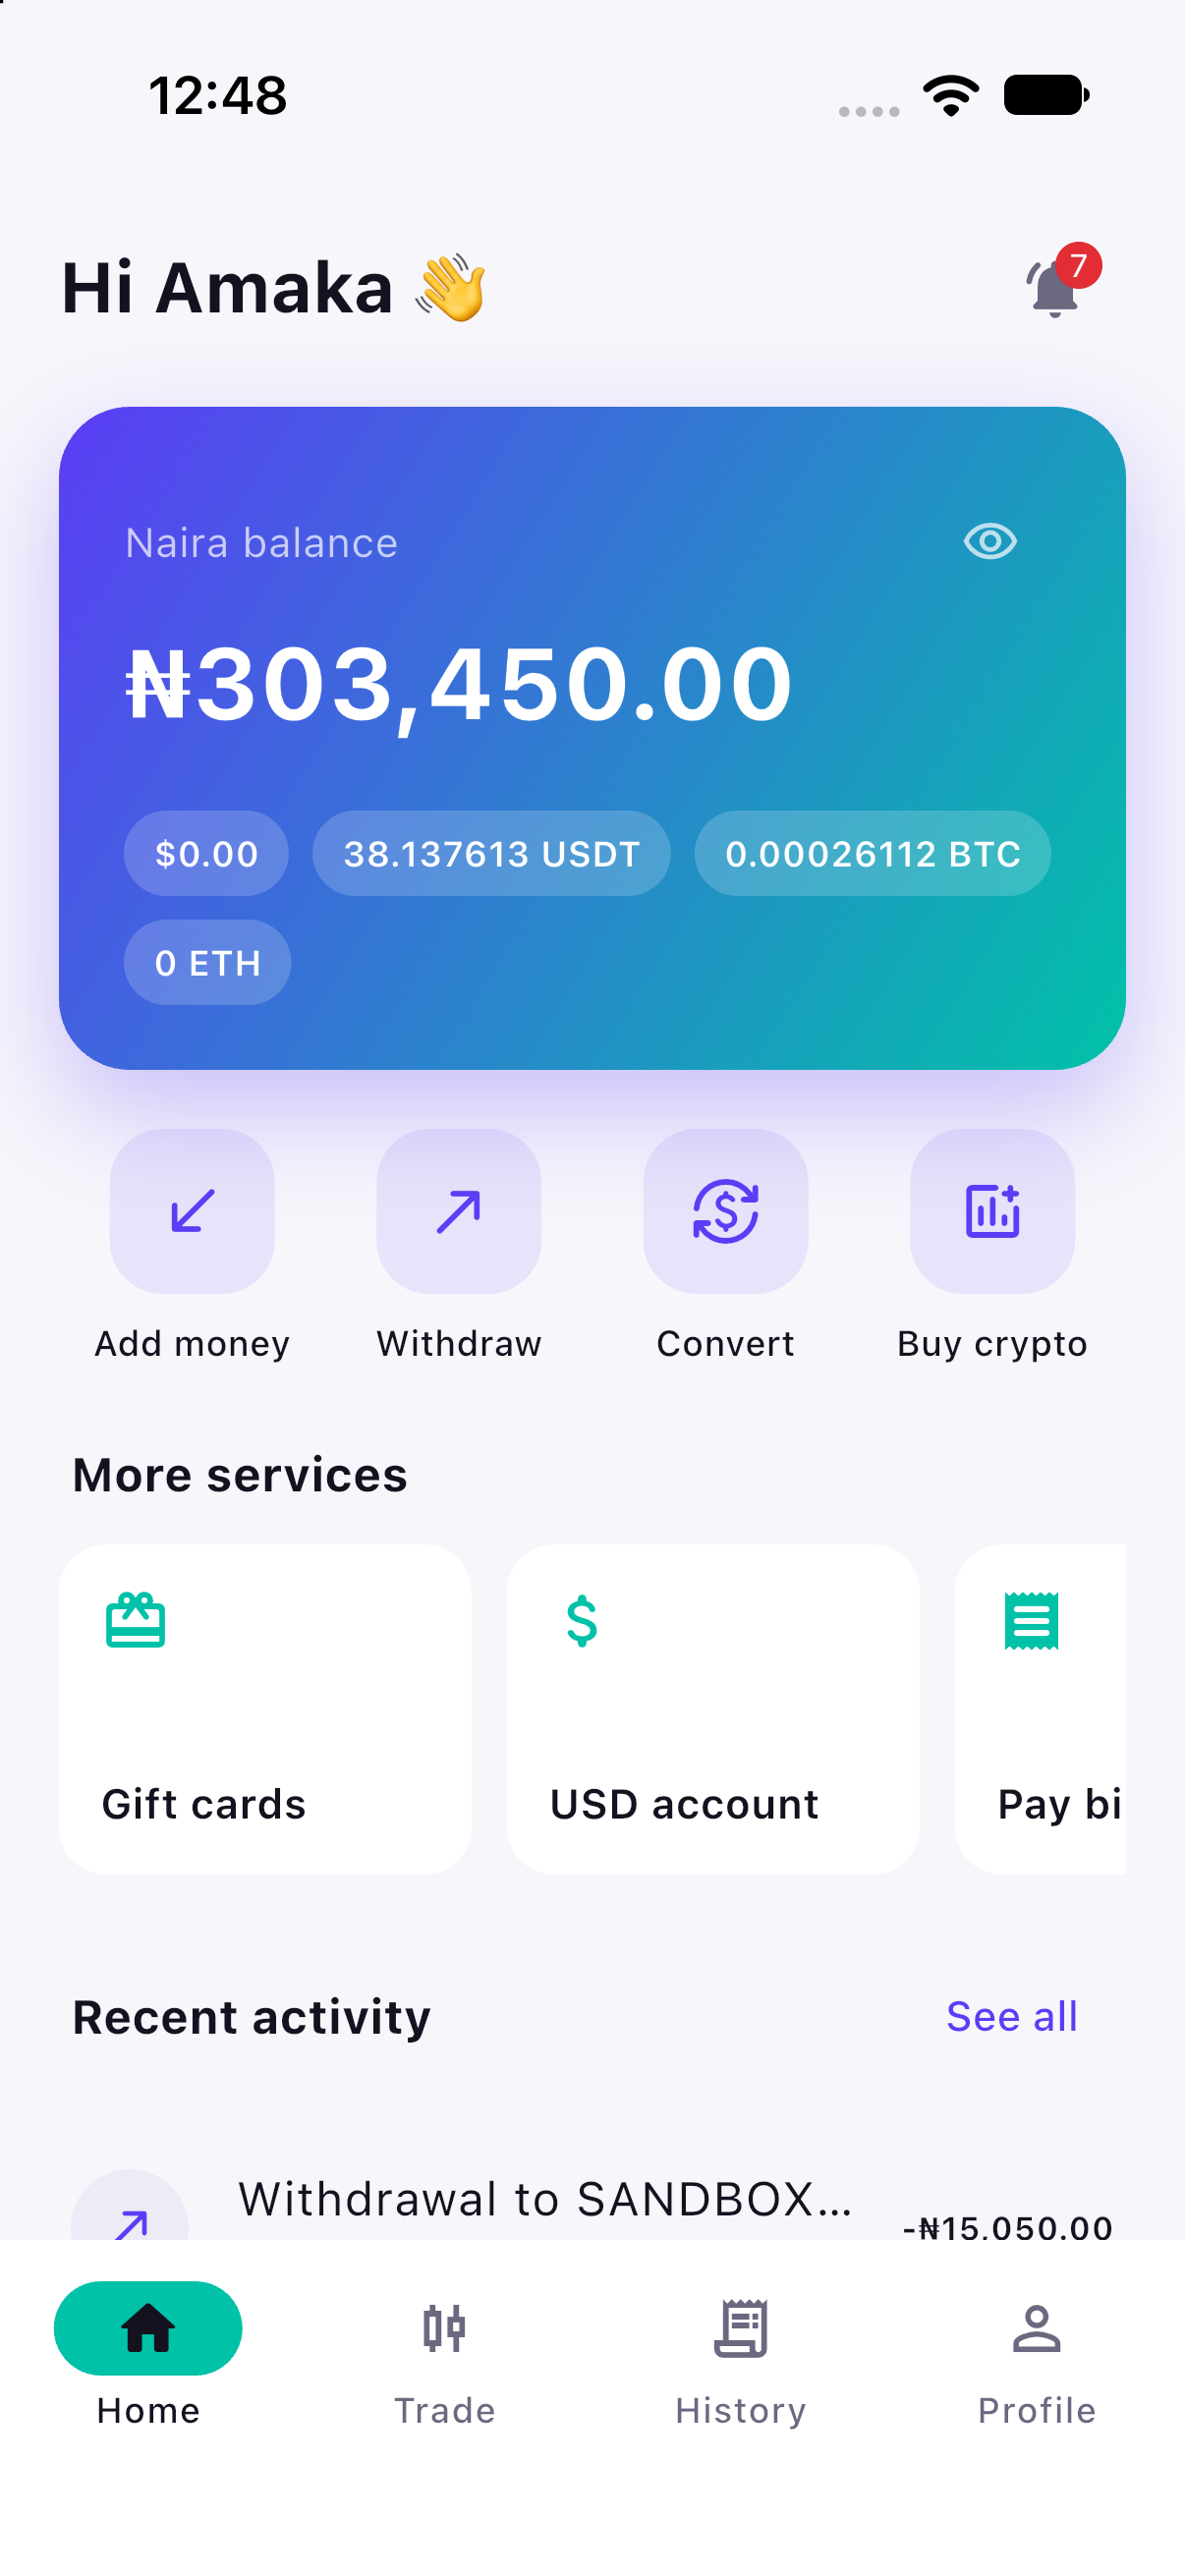 12:48
Hi Amaka 👋
7
Naira balance
₦303,450.00
$0.00
38.137613 USDT
0.00026112 BTC
0 ETH
Add money
Withdraw
Convert
Buy crypto
More services
Gift cards
USD account
Pay bi
Recent activity
See all
Withdrawal to SANDBOX...
-₦15,050.00
Home
Trade
History
Profile